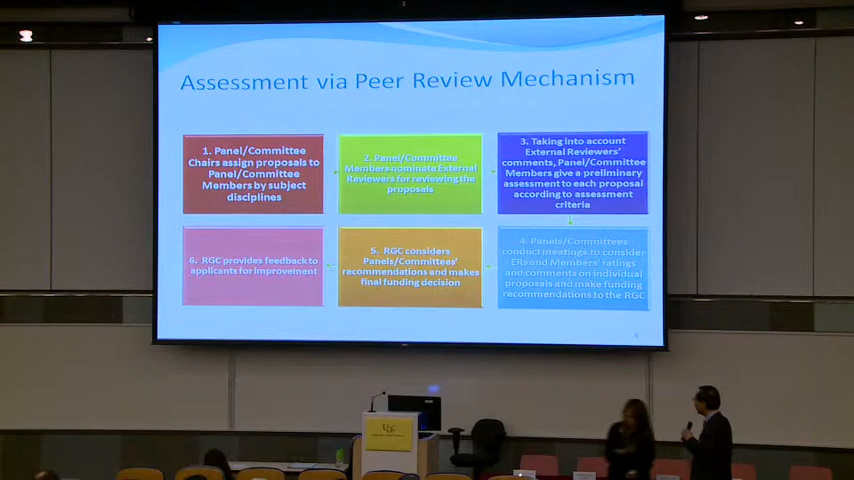 Assessment via Peer Review Mechanism
1. Panel/Committee
Chairs assign proposals to
Panel/Committee
Members by subject
disciplines
2. Panel/Committee
Members nominate External
Reviewers for reviewing the
proposals
3. Taking into account
External Reviewers'
comments, Panel/Committee
Members give a preliminary
assessment to each proposal
according to assessment
criteria
6. RGC provides feedback to
applicants for improvement
5. RGC considers
Panels/Committees'
recommendations and makes
final funding decision
4. Panels/Committees
conduct meetings to consider
ERs and Members' ratings
and comments on individual
proposals and make funding
recommendations to the RGC
UGC